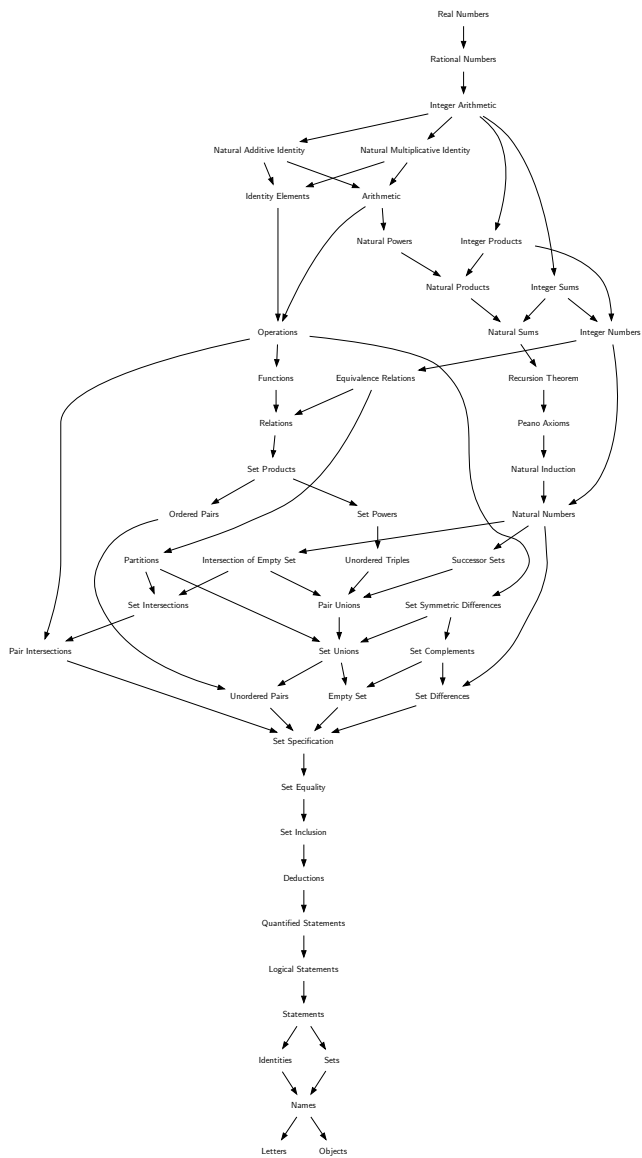 Real Numbers
Rational Numbers
Integer Arithmetic
Natural Additive Identity
Natural Multiplicative Identity
Identity Elements
Arithmetic
Natural Powers
Integer Products
Natural Products
Integer Sums
Operations
Natural Sums
Integer Numbers
Functions
Equivalence Relations
Recursion Theorem
Relations
Peano Axioms
Set Products
Natural Induction
Ordered Pairs
Set Powers
Natural Numbers
Partitions
Intersection of Empty Set
Unordered Triples
Successor Sets
Set Intersections
Pair Unions
Set Symmetric Differences
Pair Intersections
Set Unions
Set Complements
Unordered Pairs
Empty Set
Set Differences
Set Specification
Set Equality
Set Inclusion
Deductions
Quantified Statements
Logical Statements
Statements
Identities
Sets
Names
Letters
Objects